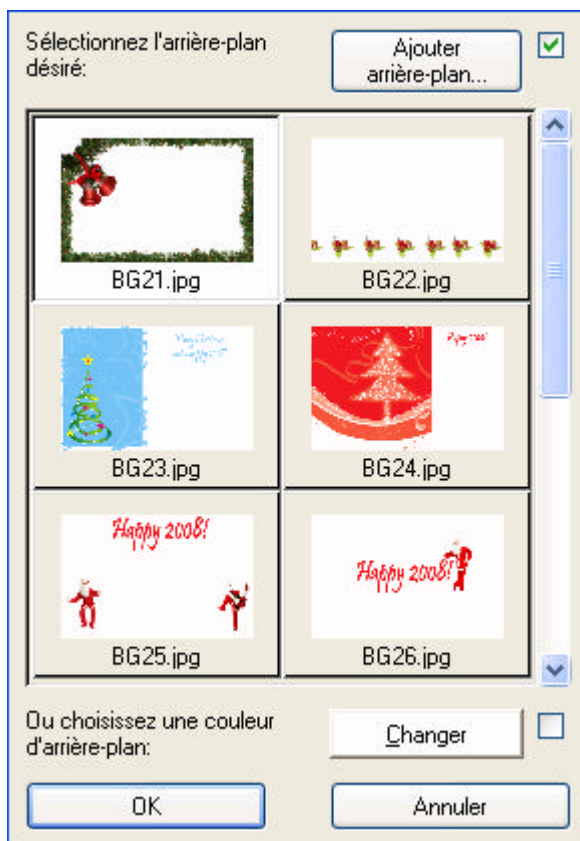 Sélectionnez l'arrière-plan
désiré:
Ajouter
arrière-plan...
BG21.jpg
BG22.jpg
BG23.jpg
BG24.jpg
Happy 2008!
BG25.jpg
Happy 2008!
BG26.jpg
Ou choisissez une couleur
d'arrière-plan:
Changer
OK
Annuler